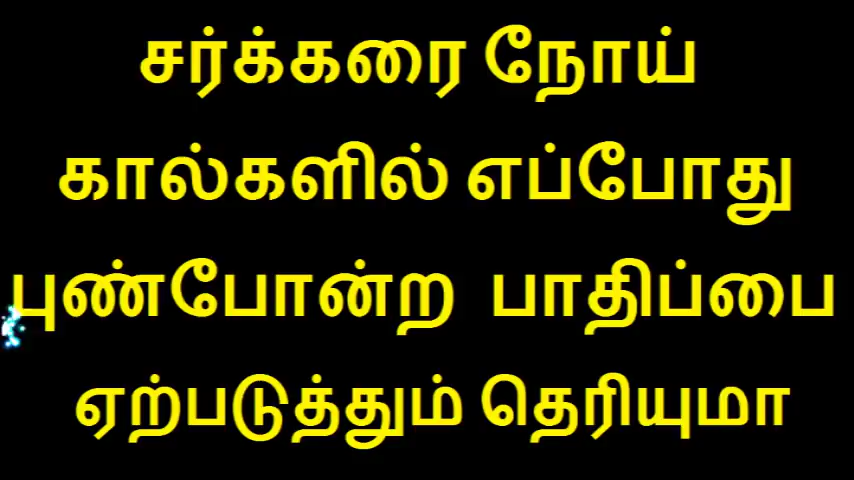 சர்க்கரை நோய்
கால்களில் எப்போது
புண்போன்ற பாதிப்பை
ஏற்படுத்தும் தெரியுமா